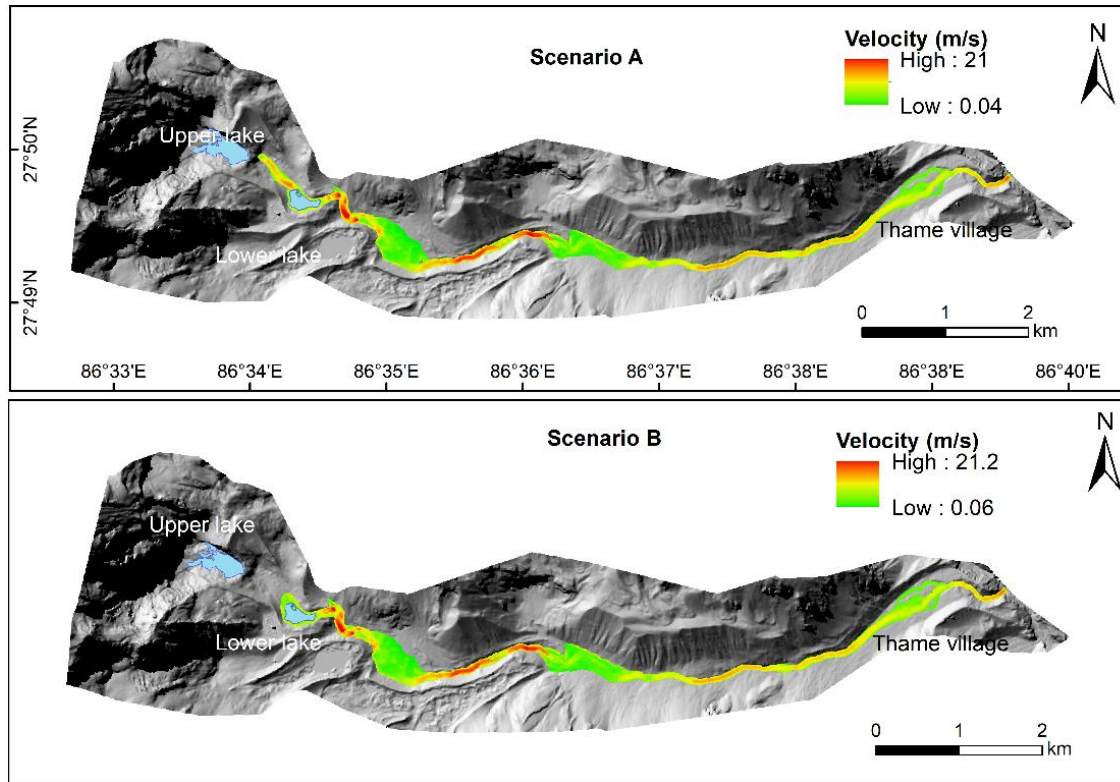 Scenario A
Velocity (m/s)
High : 21
Low : 0.04
N
27°50'N
27°49'N
Upper lake
Lower lake
Thame village
0 1 2
km
86°33'E 86°34'E 86°35'E 86°36'E 86°37'E 86°38'E 86°38'E 86°40'E
Scenario B
Velocity (m/s)
High : 21.2
Low : 0.06
N
Upper lake
Lower lake
Thame village
0 1 2
km